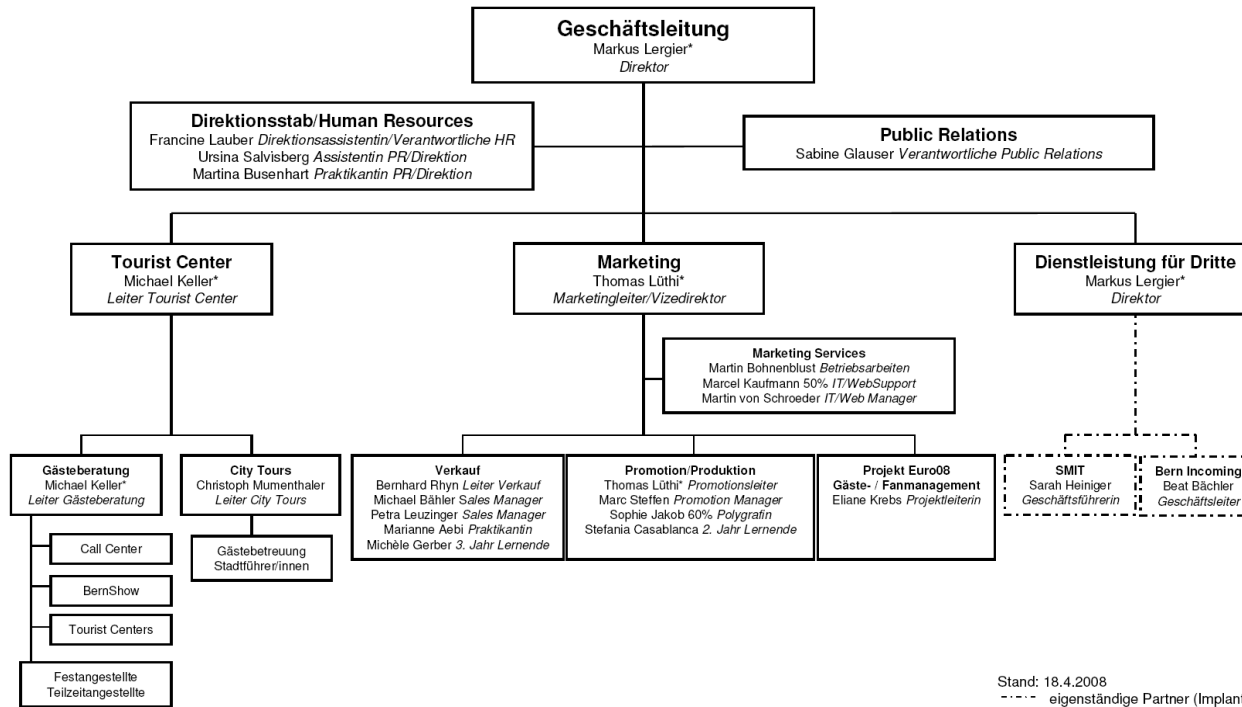 Geschäftsleitung
Markus Lergier*
Direktor
Direktionsstab/Human Resources
Francine Lauber Direktionsassistentin/Verantwortliche HR
Ursina Salvisberg Assistentin PR/Direktion
Martina Busenhart Praktikantin PR/Direktion
Public Relations
Sabine Glauser Verantwortliche Public Relations
Tourist Center
Michael Keller*
Leiter Tourist Center
Marketing
Thomas Lüthi*
Marketingleiter/Vizedirektor
Dienstleistung für Dritte
Markus Lergier*
Direktor
Marketing Services
Martin Bohnenblust Betriebsarbeiten
Marcel Kaufmann 50% IT/WebSupport
Martin von Schroeder IT/Web Manager
Gästeberatung
Michael Keller*
Leiter Gästeberatung
City Tours
Christoph Mumenthaler
Leiter City Tours
Verkauf
Bernhard Rhyn Leiter Verkauf
Michael Bähler Sales Manager
Petra Leuzinger Sales Manager
Marianne Aebi Praktikantin
Michèle Gerber 3. Jahr Lernende
Promotion/Produktion
Thomas Lüthi* Promotionsleiter
Marc Steffen Promotion Manager
Sophie Jakob 60% Polygrafin
Stefania Casablanca 2. Jahr Lernende
Projekt Euro08
Gäste- / Fanmanagement
Eliane Krebs Projektleiterin
SMIT
Sarah Heiniger
Geschäftsführerin
Bern Incoming
Beat Bächler
Geschäftsleiter
Call Center
BernShow
Tourist Centers
Festangestellte
Teilzeitangestellte
Gästebetreuung
Stadtführer/innen
Stand: 18.4.2008
eigenständige Partner (Implant